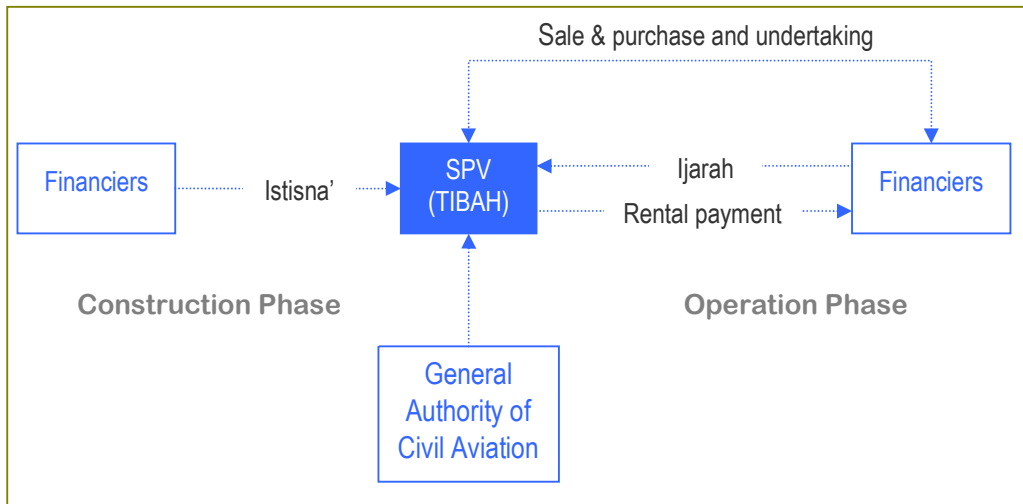 Sale & purchase and undertaking
Financiers
Istisna’
SPV
(TIBAH)
Ijarah
Rental payment
Financiers
Construction Phase
Operation Phase
General
Authority of
Civil Aviation